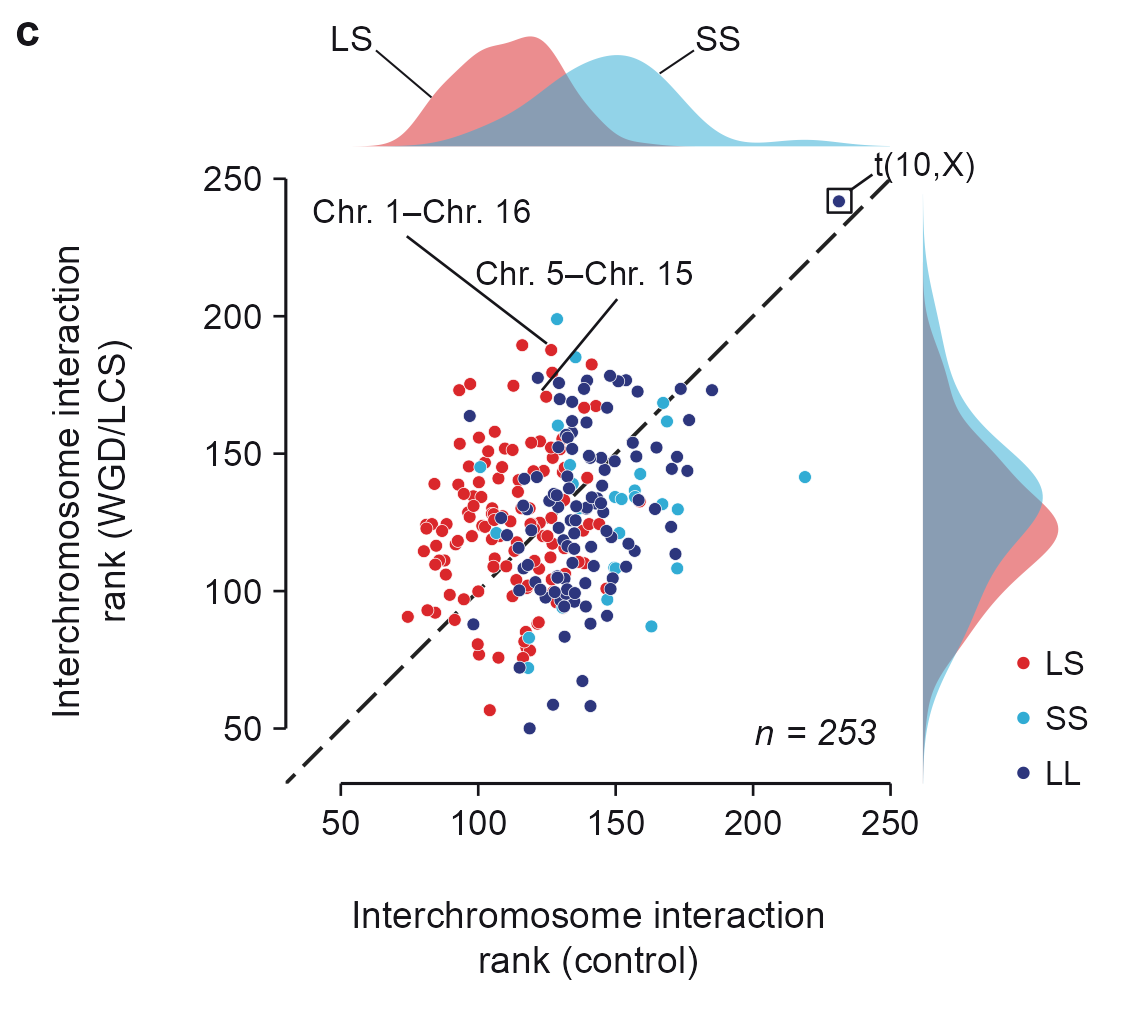 c
LS
SS
t(10,X)
Chr. 1–Chr. 16
Chr. 5–Chr. 15
250
200
150
100
50
Interchromosome interaction
rank (WGD/LCS)
n = 253
LS
SS
LL
50
100
150
200
250
Interchromosome interaction
rank (control)